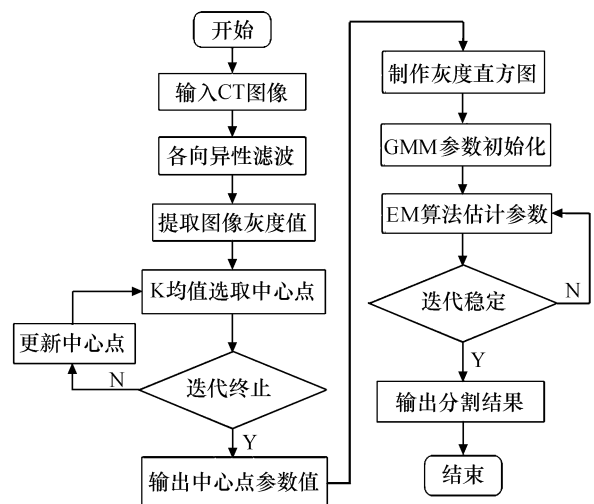 开始
输入CT图像
各向异性滤波
提取图像灰度值
K均值选取中心点
更新中心点
N
迭代终止
Y
输出中心点参数值
制作灰度直方图
GMM参数初始化
EM算法估计参数
迭代稳定
N
Y
输出分割结果
结束